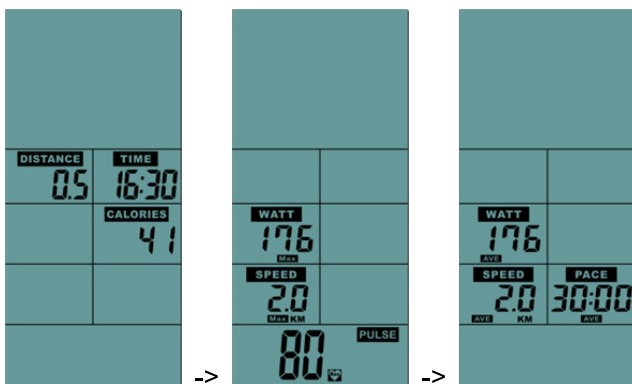 DISTANCE TIME
0.5 16:30
CALORIES
41
->
WATT
176
Max
SPEED
2.0
Max KM
PULSE
80
->
WATT
176
AVE
SPEED PACE
2.0 30:00
AVE KM AVE